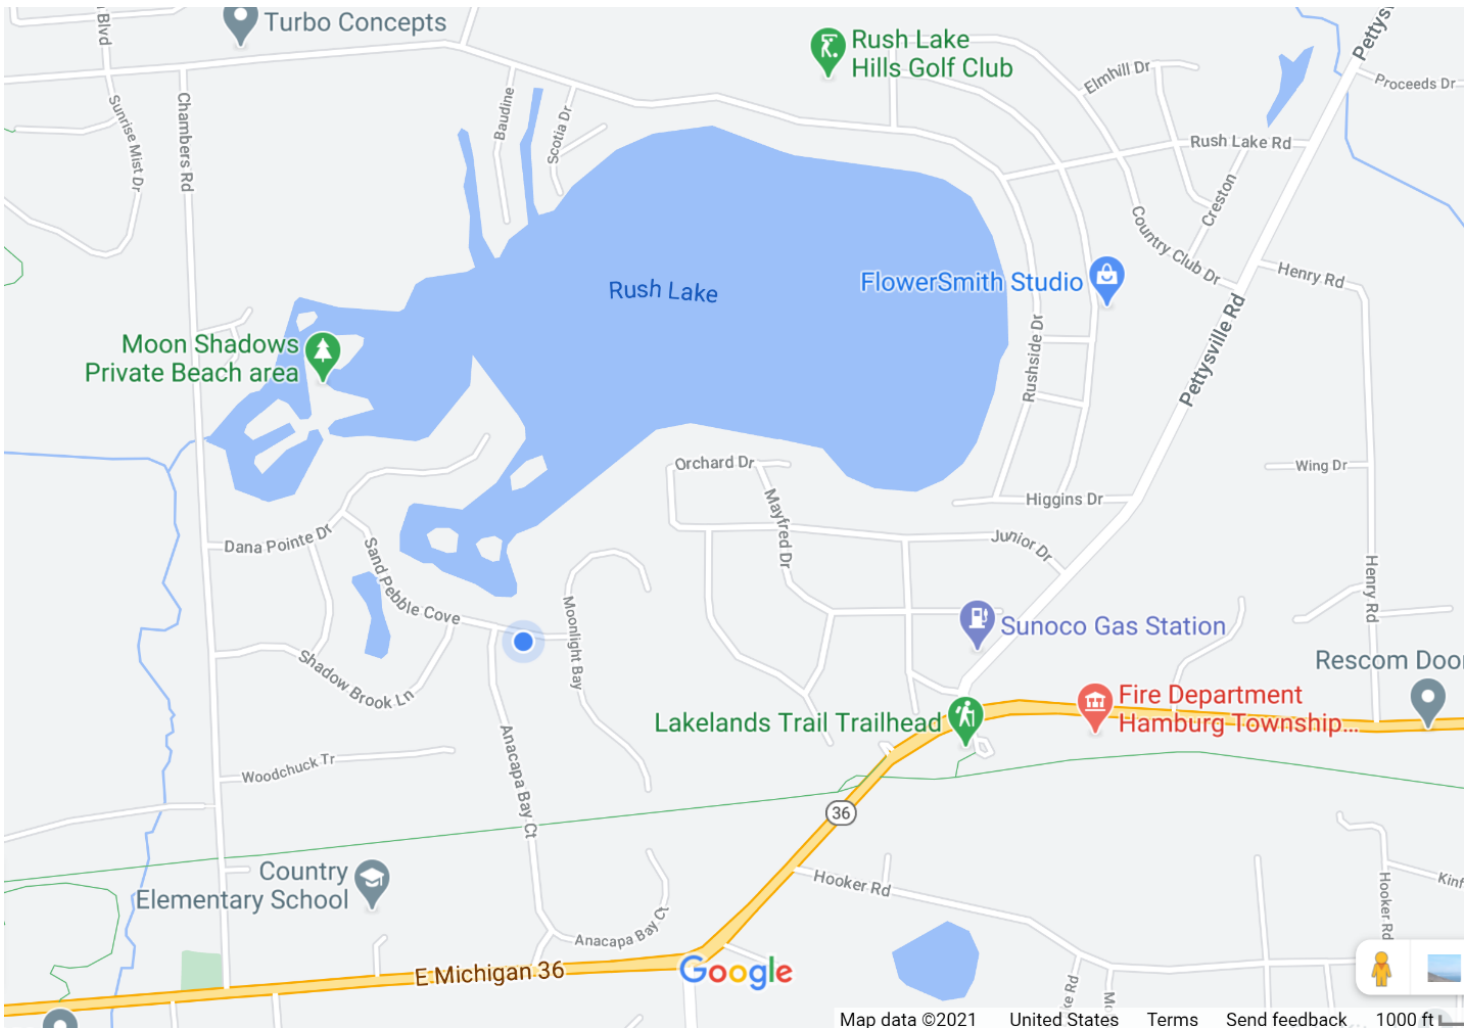 Blvd
Turbo Concepts
Rush Lake
Hills Golf Club
Pettys
Elmhill Dr
Proceeds Dr
Sunrise Mist Dr
Chambers Rd
Baudine
Scotia Dr
Rush Lake Rd
Creston
Country Club Dr
Henry Rd
FlowerSmith Studio
Rush Lake
Pettysville Rd
Rushside Dr
Moon Shadows
Private Beach area
Orchard Dr
Wing Dr
Mayfred Dr
Higgins Dr
Dana Pointe Dr
Junior Dr
Sand Pebble Cove
Henry Rd
Moonlight Bay
Sunoco Gas Station
Shadow Brook Ln
Rescom Door
Fire Department
Hamburg Township...
Lakelands Trail Trailhead
Woodchuck Tr
Anacapa Bay Ct
36
Country
Elementary School
Hooker Rd
Hooker Rd
Kinf
Anacapa Bay Ct
E Michigan 36
Google
ke Rd
Mo
Map data ©2021 United States Terms Send feedback 1000 ft